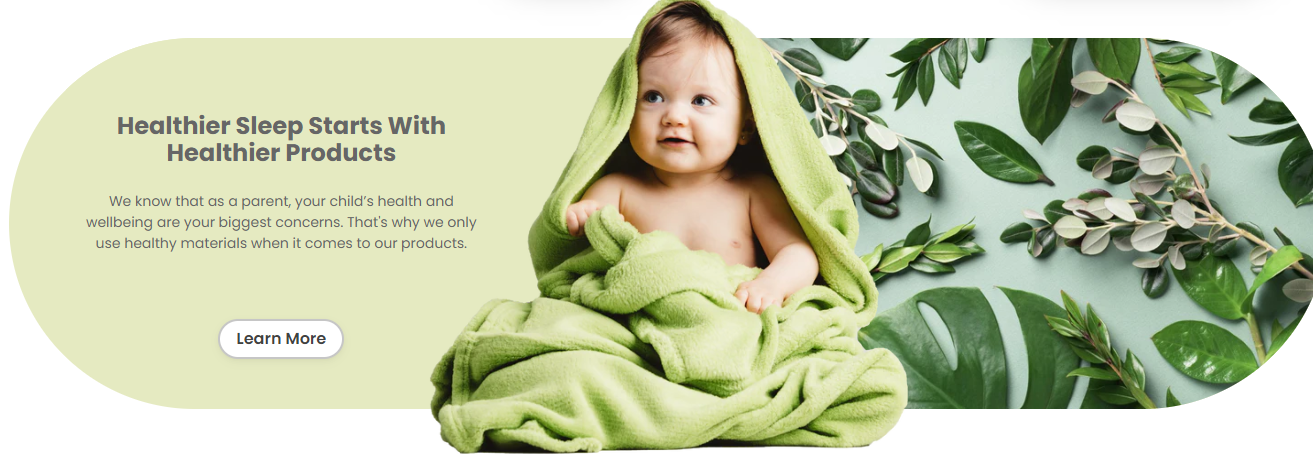 Healthier Sleep Starts With
Healthier Products
We know that as a parent, your child’s health and
wellbeing are your biggest concerns. That's why we only
use healthy materials when it comes to our products.
Learn More